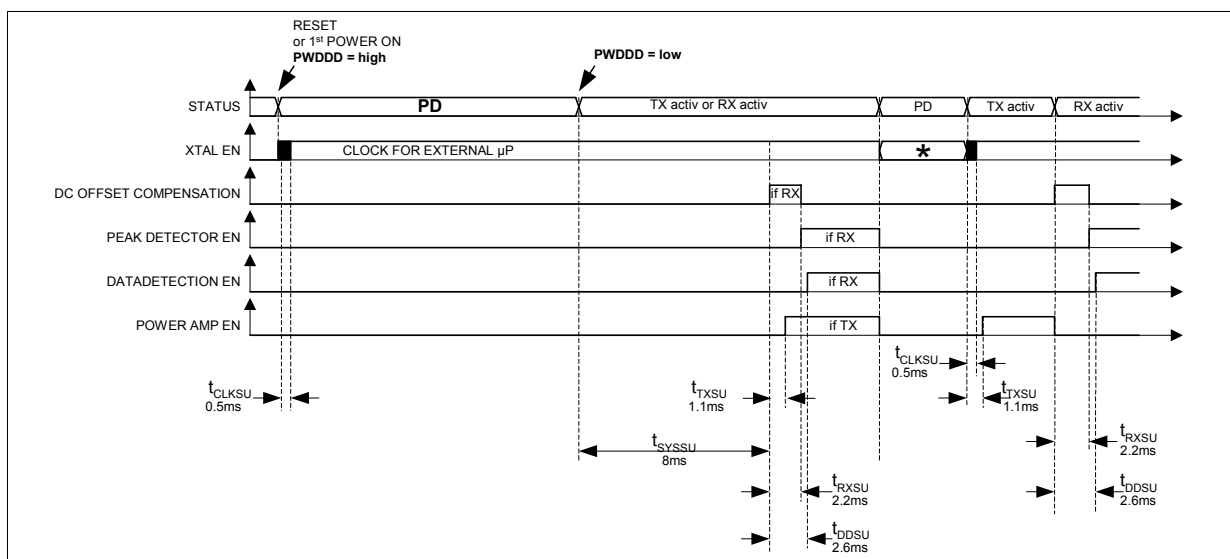 RESET
or 1st POWER ON
PWDDD = high
PWDDD = low
STATUS
PD
TX activ or RX activ
PD
TX activ
RX activ
XTAL EN
CLOCK FOR EXTERNAL µP
*
DC OFFSET COMPENSATION
if RX
PEAK DETECTOR EN
if RX
DATADETECTION EN
if RX
POWER AMP EN
if TX
tCLKSU
0.5ms
tCLKSU
0.5ms
tTXSU
1.1ms
tTXSU
1.1ms
tSYSSU
8ms
tRXSU
2.2ms
tRXSU
2.2ms
tDDSU
2.6ms
tDDSU
2.6ms